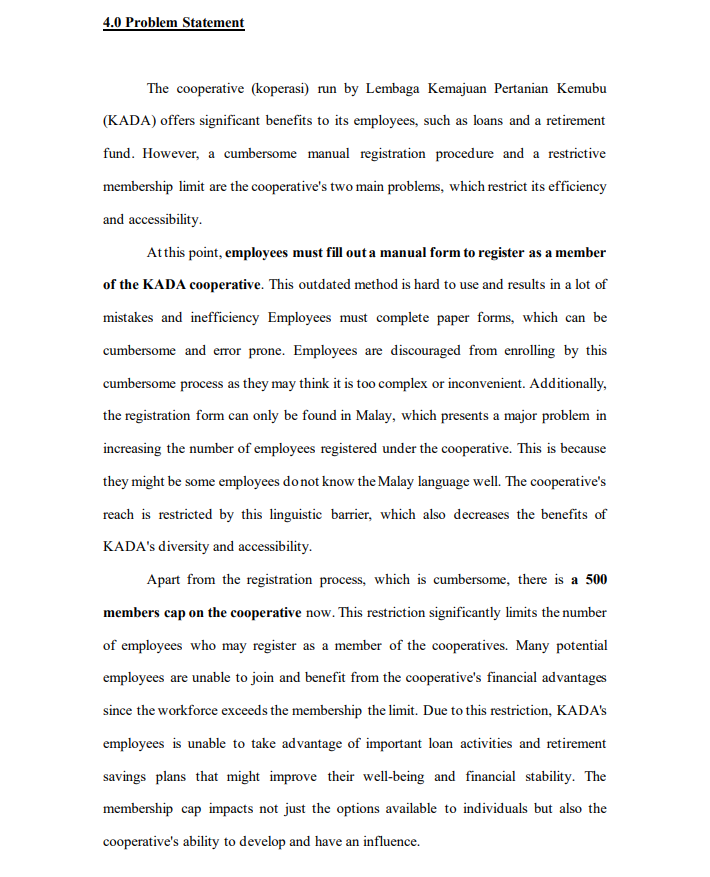 4.0 Problem Statement
The cooperative (koperasi) run by Lembaga Kemajuan Pertanian Kemubu
(KADA) offers significant benefits to its employees, such as loans and a retirement
fund. However, a cumbersome manual registration procedure and a restrictive
membership limit are the cooperative's two main problems, which restrict its efficiency
and accessibility.
At this point, employees must fill out a manual form to register as a member
of the KADA cooperative. This outdated method is hard to use and results in a lot of
mistakes and inefficiency Employees must complete paper forms, which can be
cumbersome and error prone. Employees are discouraged from enrolling by this
cumbersome process as they may think it is too complex or inconvenient. Additionally,
the registration form can only be found in Malay, which presents a major problem in
increasing the number of employees registered under the cooperative. This is because
they might be some employees do not know the Malay language well. The cooperative's
reach is restricted by this linguistic barrier, which also decreases the benefits of
KADA's diversity and accessibility.
Apart from the registration process, which is cumbersome, there is a 500
members cap on the cooperative now. This restriction significantly limits the number
of employees who may register as a member of the cooperatives. Many potential
employees are unable to join and benefit from the cooperative's financial advantages
since the workforce exceeds the membership the limit. Due to this restriction, KADA's
employees is unable to take advantage of important loan activities and retirement
savings plans that might improve their well-being and financial stability. The
membership cap impacts not just the options available to individuals but also the
cooperative's ability to develop and have an influence.